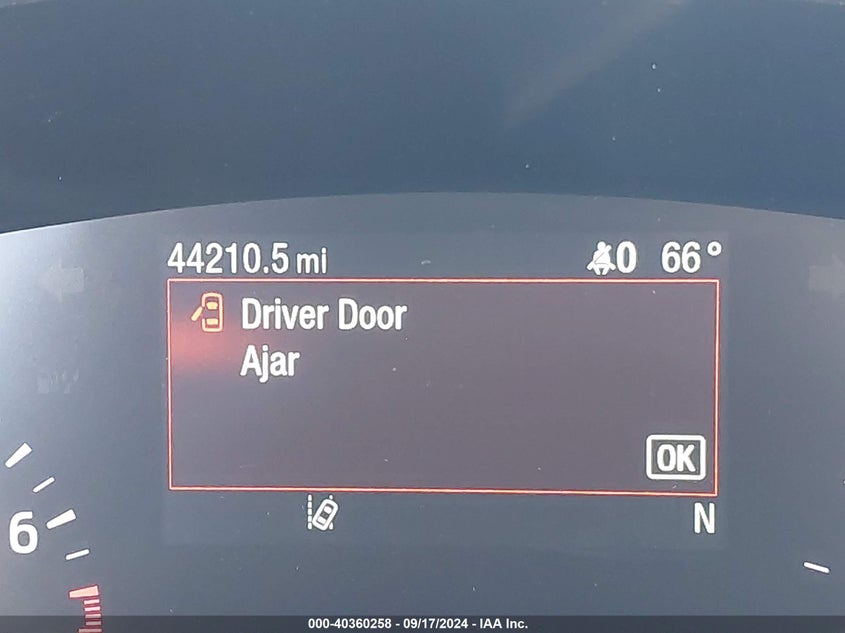 44210.5 mi 0 66°
Driver Door
Ajar
OK
6
N
000-40360258 - 09/17/2024 - IAA Inc.